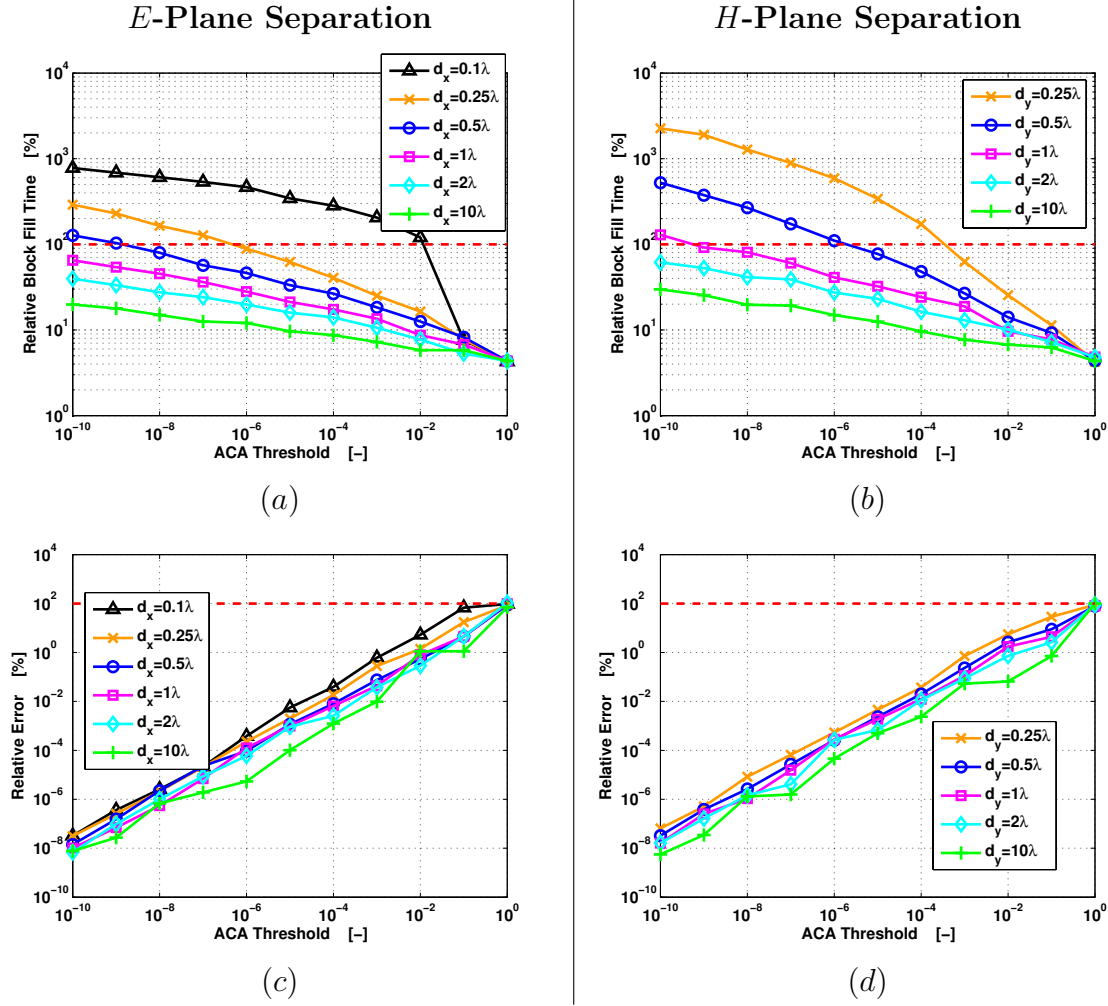 E-Plane Separation
H-Plane Separation
10^4
10^3
10^2
10^1
10^0
Relative Block Fill Time [%]
10^-10
10^-8
10^-6
10^-4
10^-2
10^0
ACA Threshold [−]
d_x=0.1λ
d_x=0.25λ
d_x=0.5λ
d_x=1λ
d_x=2λ
d_x=10λ
(a)
10^4
10^3
10^2
10^1
10^0
Relative Block Fill Time [%]
10^-10
10^-8
10^-6
10^-4
10^-2
10^0
ACA Threshold [−]
d_y=0.25λ
d_y=0.5λ
d_y=1λ
d_y=2λ
d_y=10λ
(b)
10^4
10^2
10^0
10^-2
10^-4
10^-6
10^-8
10^-10
Relative Error [%]
10^-10
10^-8
10^-6
10^-4
10^-2
10^0
ACA Threshold [−]
d_x=0.1λ
d_x=0.25λ
d_x=0.5λ
d_x=1λ
d_x=2λ
d_x=10λ
(c)
10^4
10^2
10^0
10^-2
10^-4
10^-6
10^-8
10^-10
Relative Error [%]
10^-10
10^-8
10^-6
10^-4
10^-2
10^0
ACA Threshold [−]
d_y=0.25λ
d_y=0.5λ
d_y=1λ
d_y=2λ
d_y=10λ
(d)